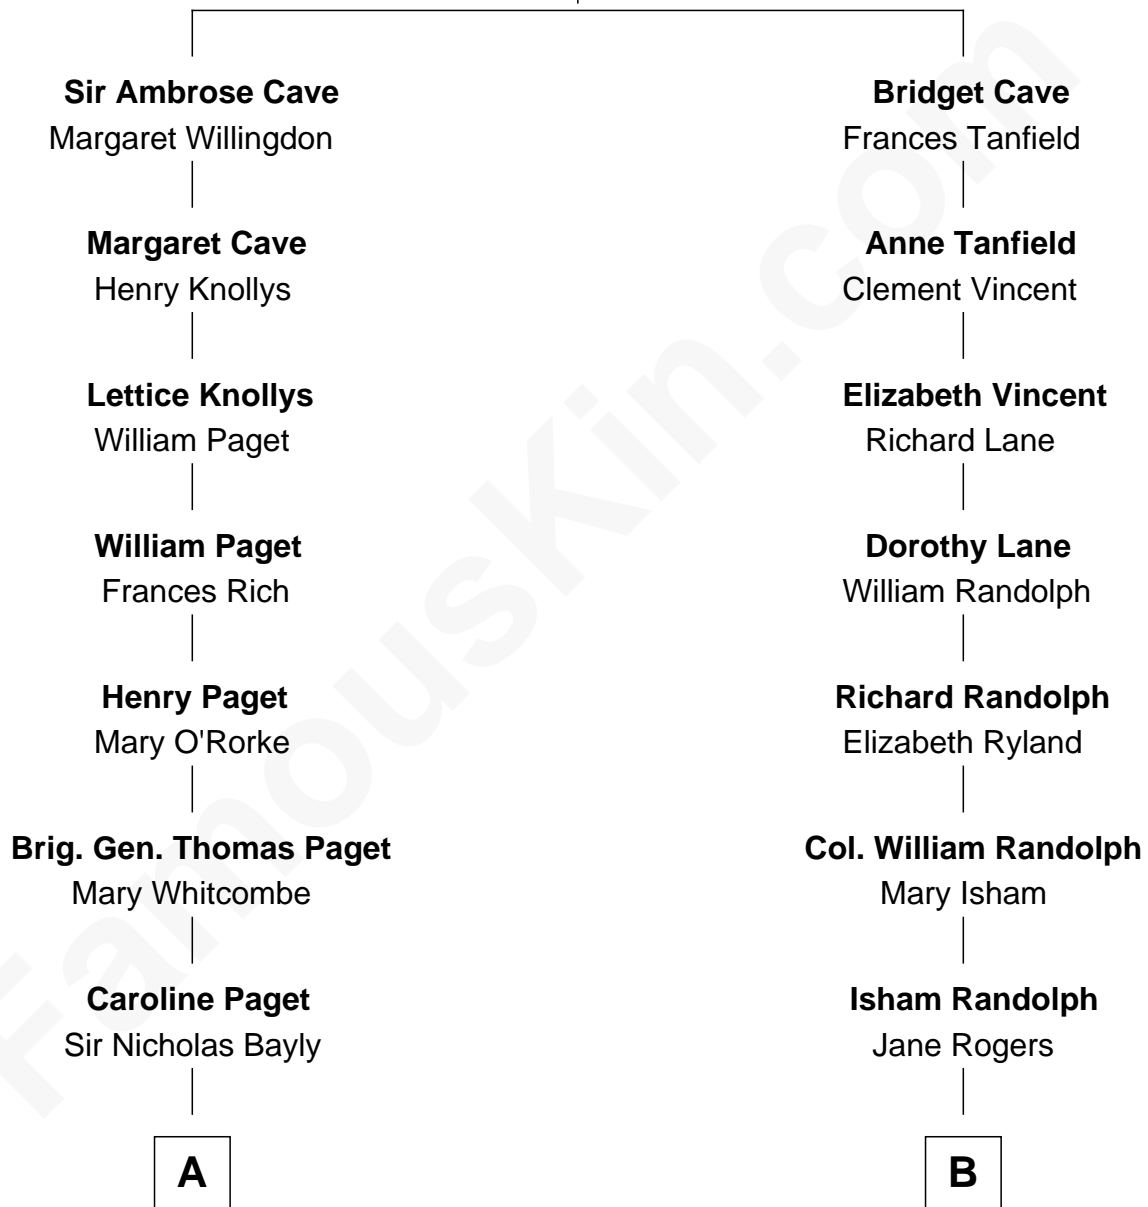 Sir Ambrose Cave
Margaret Willingdon
Margaret Cave
Henry Knollys
Lettice Knollys
William Paget
William Paget
Frances Rich
Henry Paget
Mary O'Rorke
Brig. Gen. Thomas Paget
Mary Whitcombe
Caroline Paget
Sir Nicholas Bayly
A
Bridget Cave
Frances Tanfield
Anne Tanfield
Clement Vincent
Elizabeth Vincent
Richard Lane
Dorothy Lane
William Randolph
Richard Randolph
Elizabeth Ryland
Col. William Randolph
Mary Isham
Isham Randolph
Jane Rogers
B
FamousKin.com